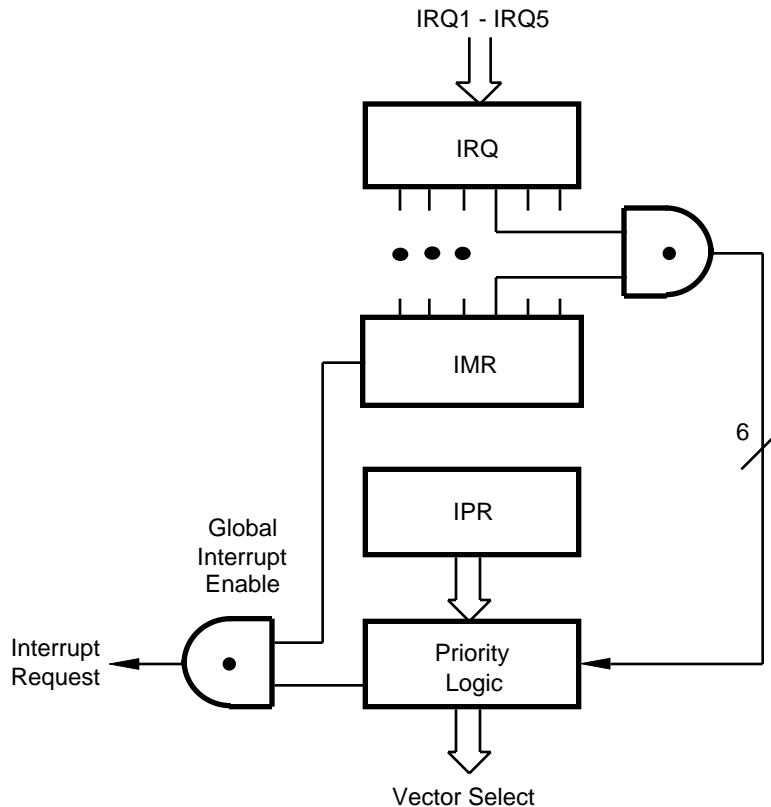 IRQ1 - IRQ5
IRQ
IMR
6
IPR
Global
Interrupt
Enable
Interrupt
Request
Priority
Logic
Vector Select